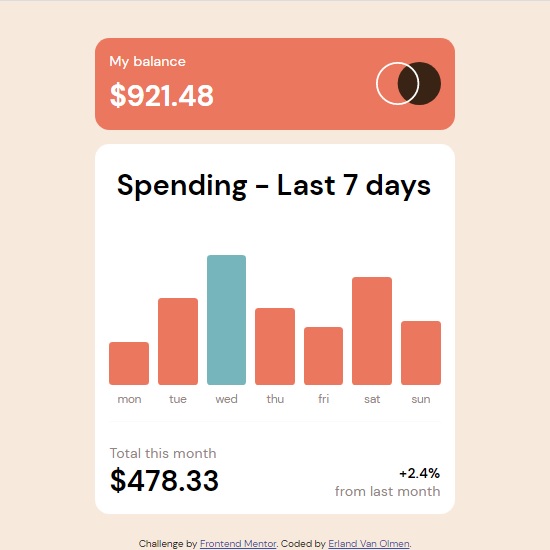 My balance
$921.48
Spending - Last 7 days
mon tue wed thu fri sat sun
Total this month
$478.33
+2.4%
from last month
Challenge by Frontend Mentor. Coded by Erland Van Olmen.